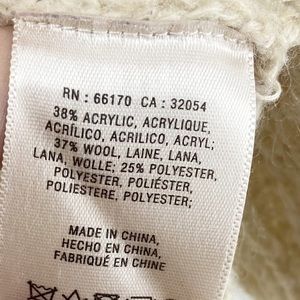 RN : 66170 CA : 32054
38% ACRYLIC, ACRYLIQUE,
ACRÍLICO, ACRILICO, ACRYL;
37% WOOL, LAINE, LANA,
LANA, WOLLE; 25% POLYESTER,
POLYESTER, POLIÉSTER,
POLIESTERE, POLYESTER;
MADE IN CHINA,
HECHO EN CHINA,
FABRIQUÉ EN CHINE